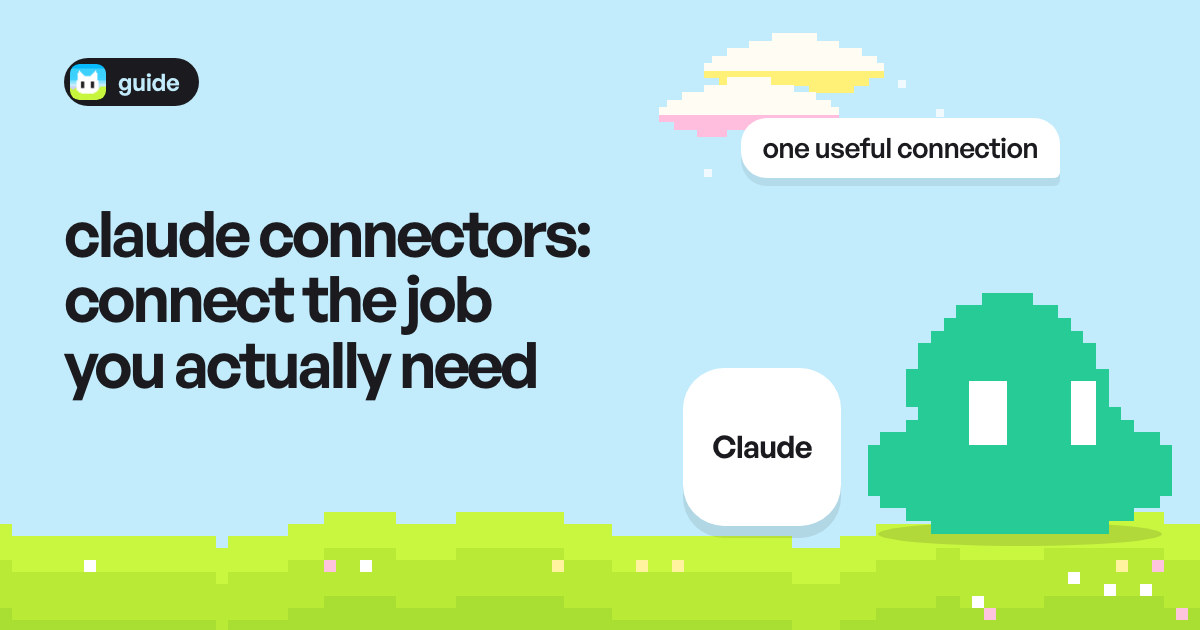 guide
one useful connection
claude connectors:
connect the job
you actually need
Claude